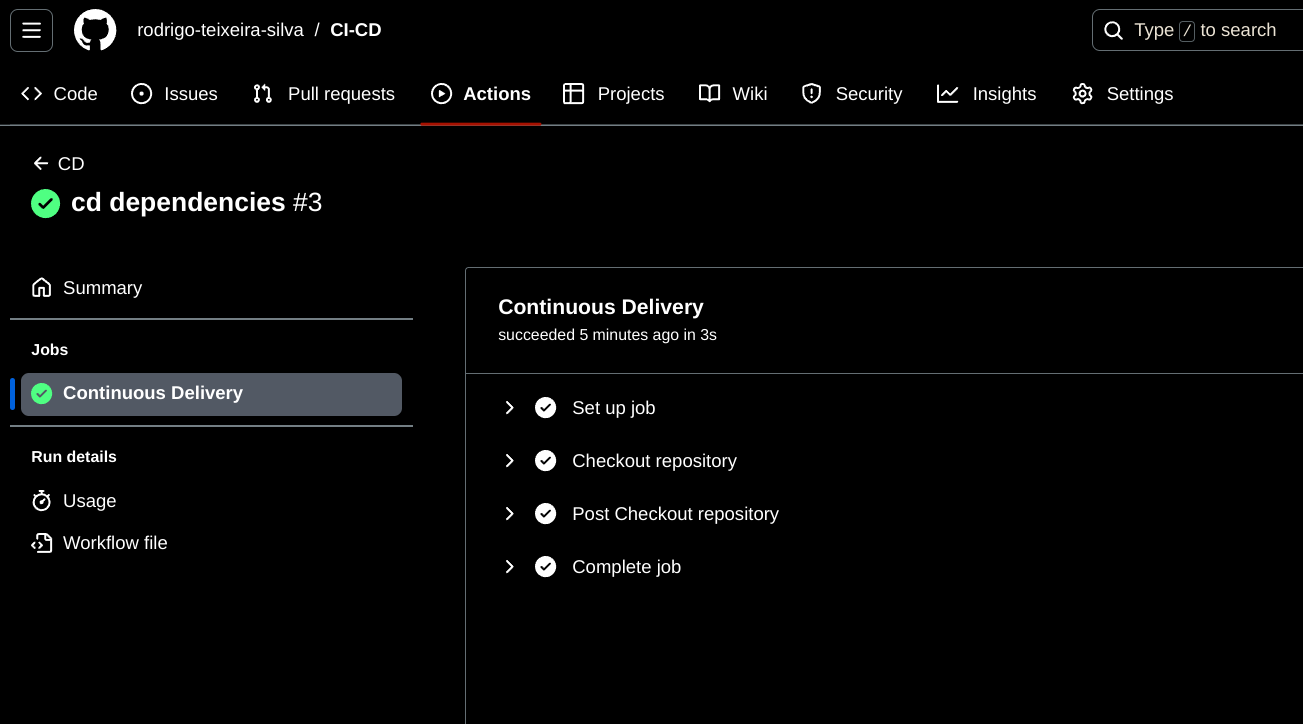 rodrigo-teixeira-silva / CI-CD
Type / to search
Code Issues Pull requests Actions Projects Wiki Security Insights Settings
CD
cd dependencies #3
Summary
Jobs
Continuous Delivery
Run details
Usage
Workflow file
Continuous Delivery
succeeded 5 minutes ago in 3s
Set up job
Checkout repository
Post Checkout repository
Complete job